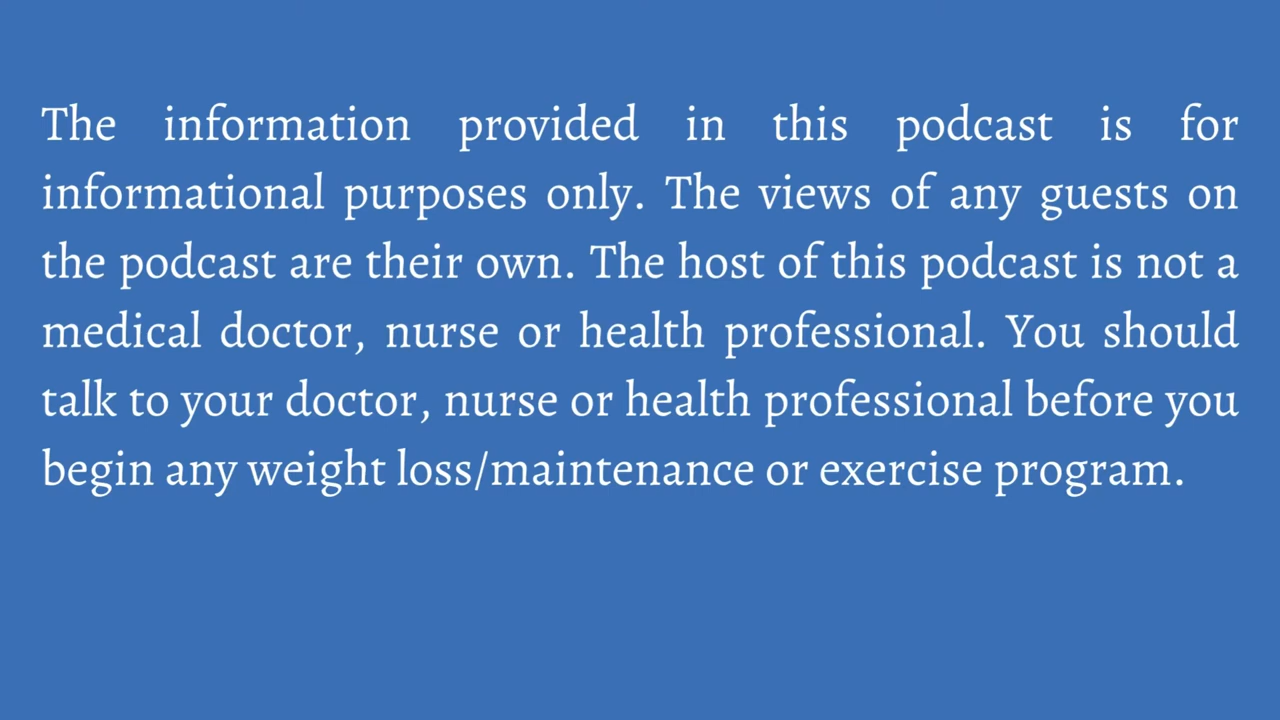 The information provided in this podcast is for
informational purposes only. The views of any guests on
the podcast are their own. The host of this podcast is not a
medical doctor, nurse or health professional. You should
talk to your doctor, nurse or health professional before you
begin any weight loss/maintenance or exercise program.